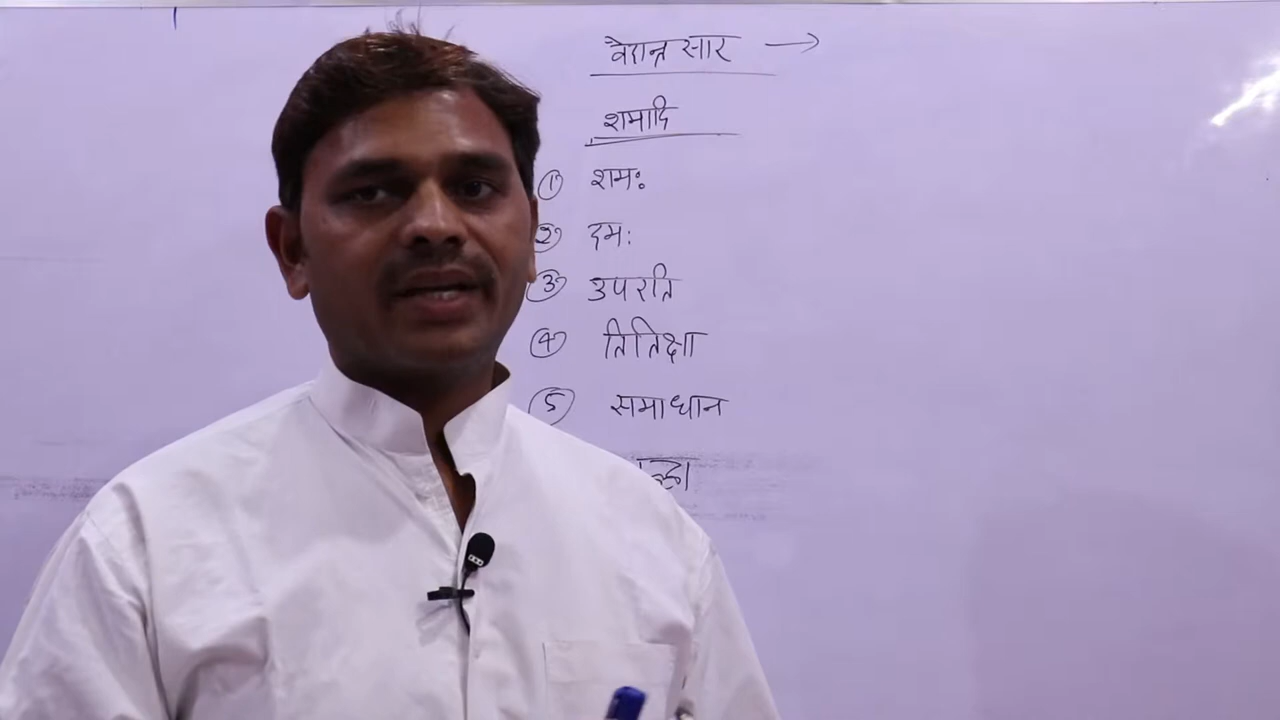 वेदान्त सार →
शमादि
① शमः
② दमः
③ उपरति
④ तितिक्षा
⑤ समाधान